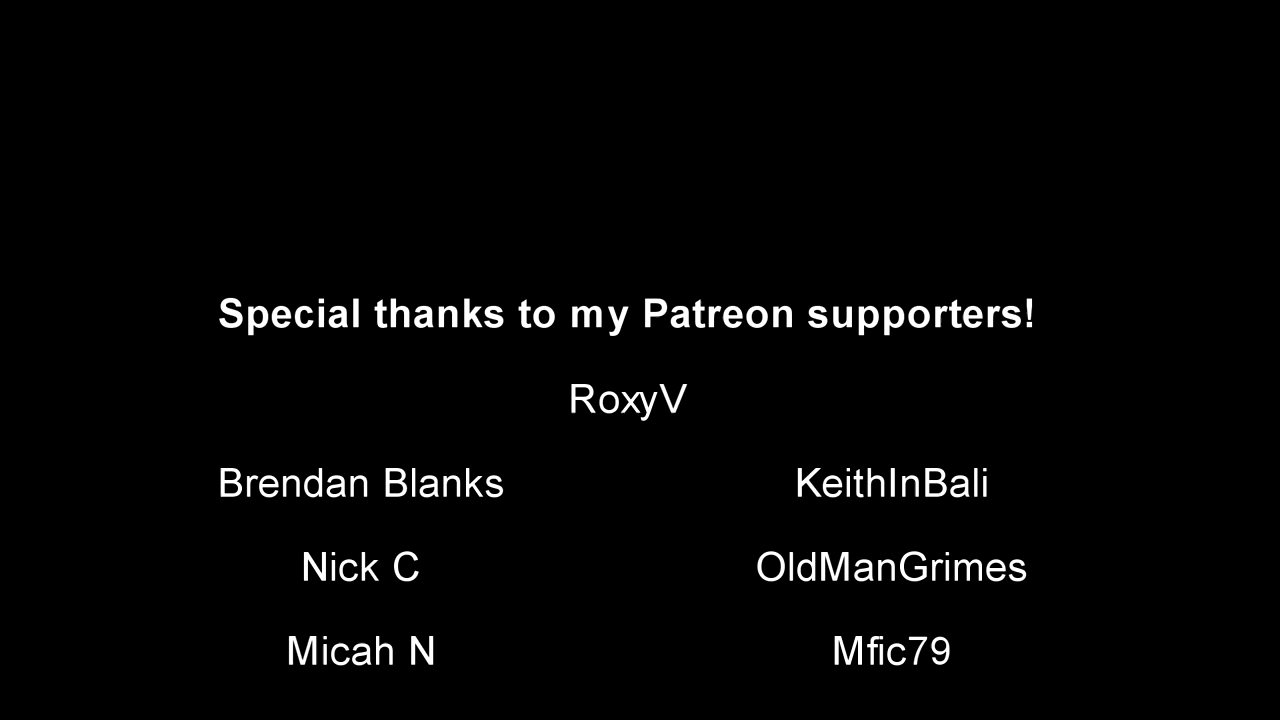 Special thanks to my Patreon supporters!
RoxyV
Brendan Blanks KeithInBali
Nick C OldManGrimes
Micah N Mfic79